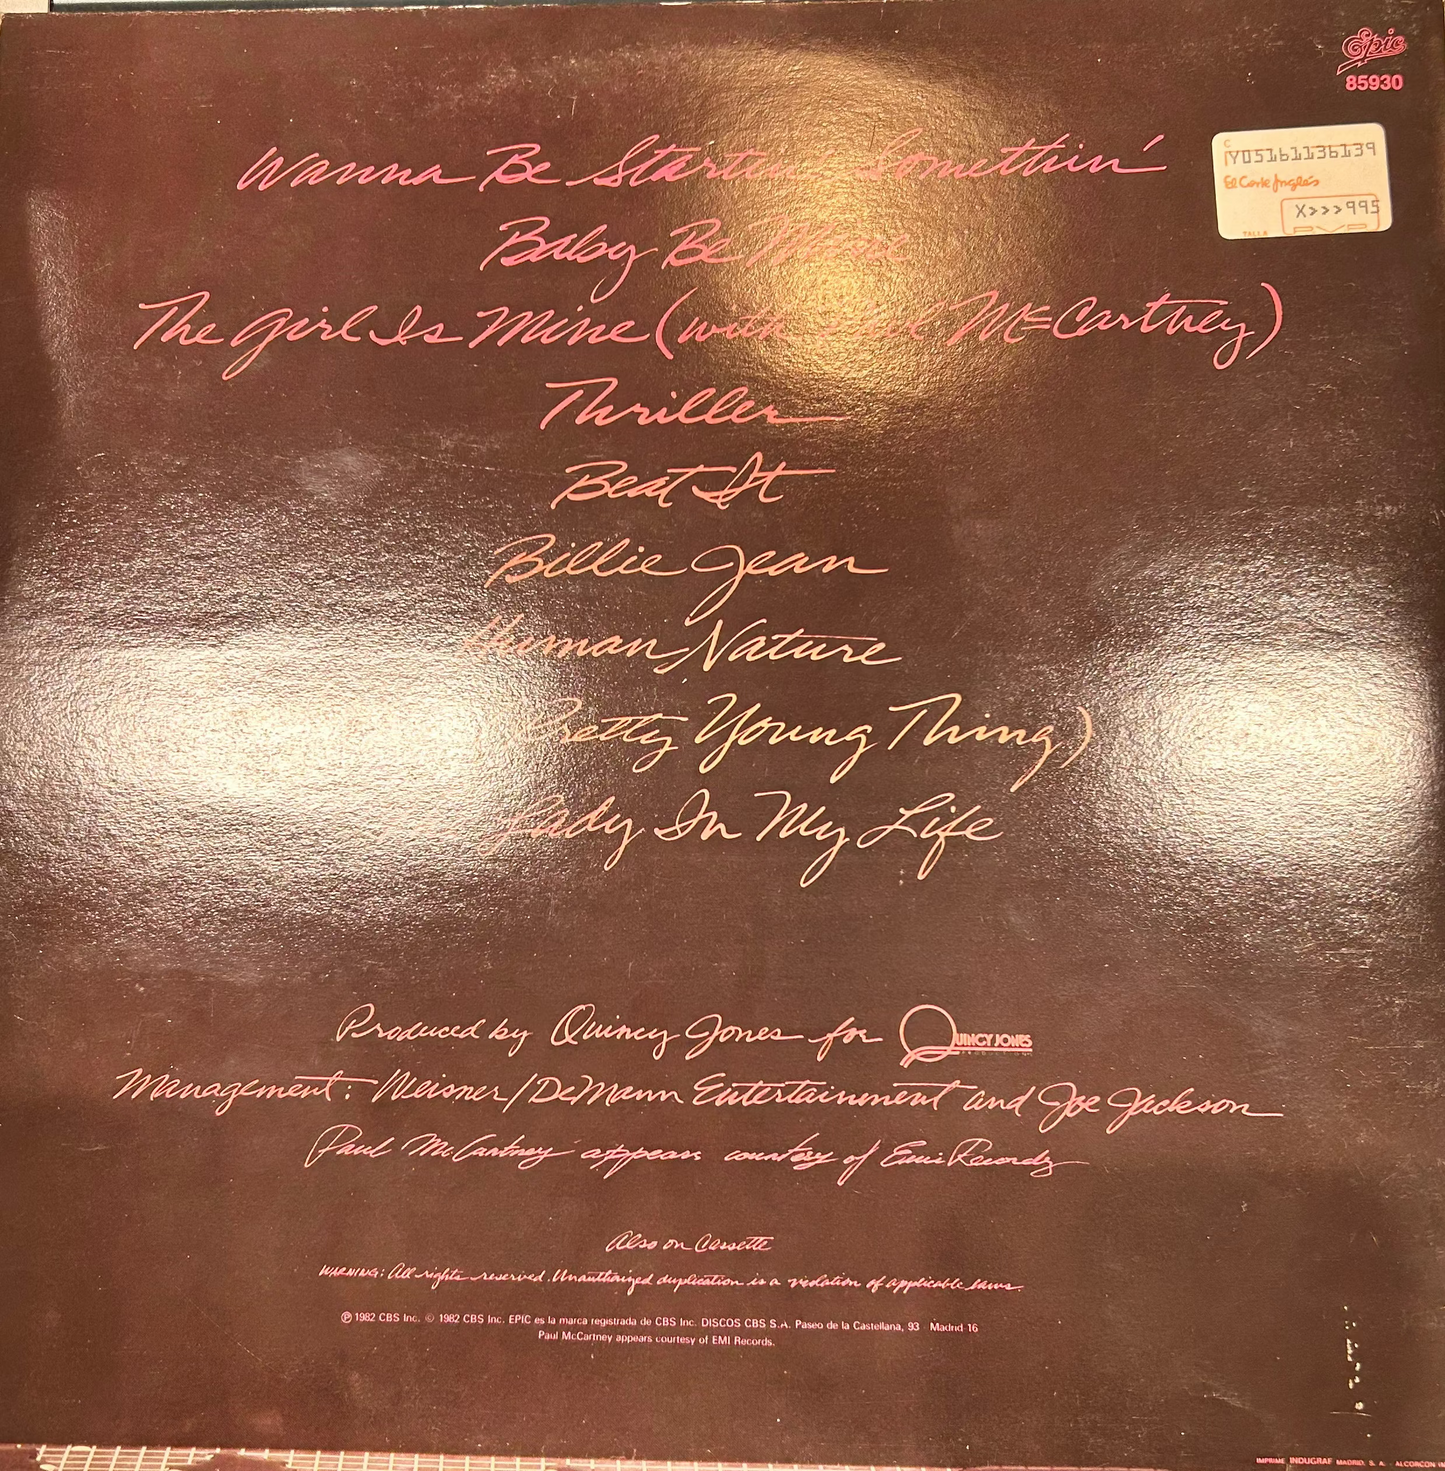 Epic
85930
Y05161136139
El Corte Inglés
X>>>995
TALLA PVP
Wanna Be Startin' Somethin'
Baby Be Mine
The Girl Is Mine (with Paul McCartney)
Thriller
Beat It
Billie Jean
Human Nature
Pretty Young Thing)
Lady In My Life
Produced by Quincy Jones for QUINCY JONES
PRODUCTIONS
Management: Weisner/DeMann Entertainment and Joe Jackson
Paul McCartney appears courtesy of Emi Records
Also on Cassette
WARNING: All rights reserved. Unauthorized duplication is a violation of applicable laws.
℗ 1982 CBS Inc. © 1982 CBS Inc. EPIC es la marca registrada de CBS Inc. DISCOS CBS S.A. Paseo de la Castellana, 93 Madrid 16
Paul McCartney appears courtesy of EMI Records.
IMPRIME INDUGRAF MADRID, S. A. - ALCORCON